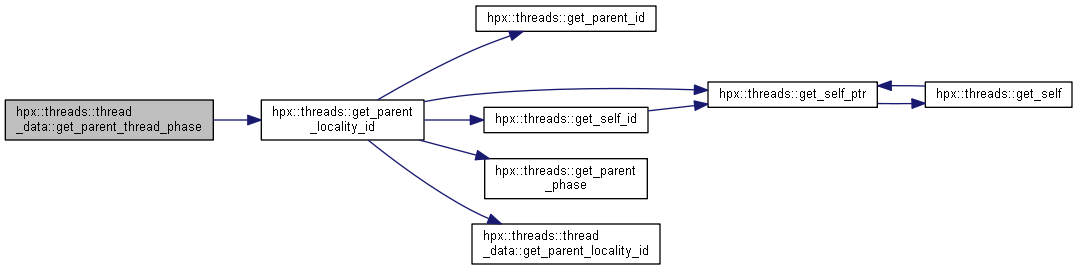 hpx::threads::get_parent_id
hpx::threads::thread
_data::get_parent_thread_phase
hpx::threads::get_parent
_locality_id
hpx::threads::get_self_ptr
hpx::threads::get_self
hpx::threads::get_self_id
hpx::threads::get_parent
_phase
hpx::threads::thread
_data::get_parent_locality_id